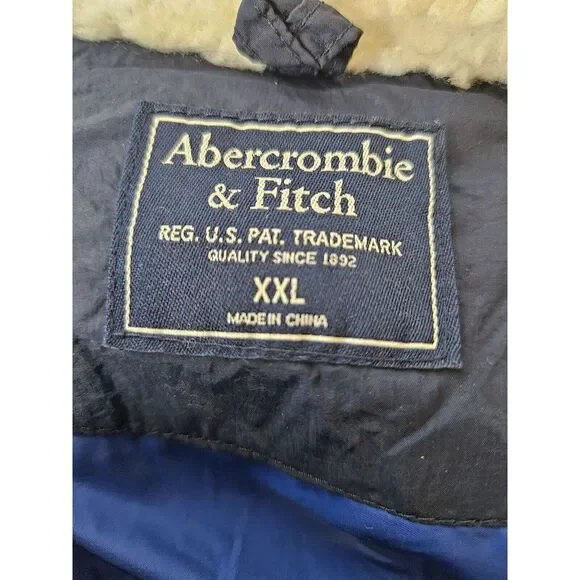 Abercrombie
& Fitch
REG. U.S. PAT. TRADEMARK
QUALITY SINCE 1892
XXL
MADE IN CHINA